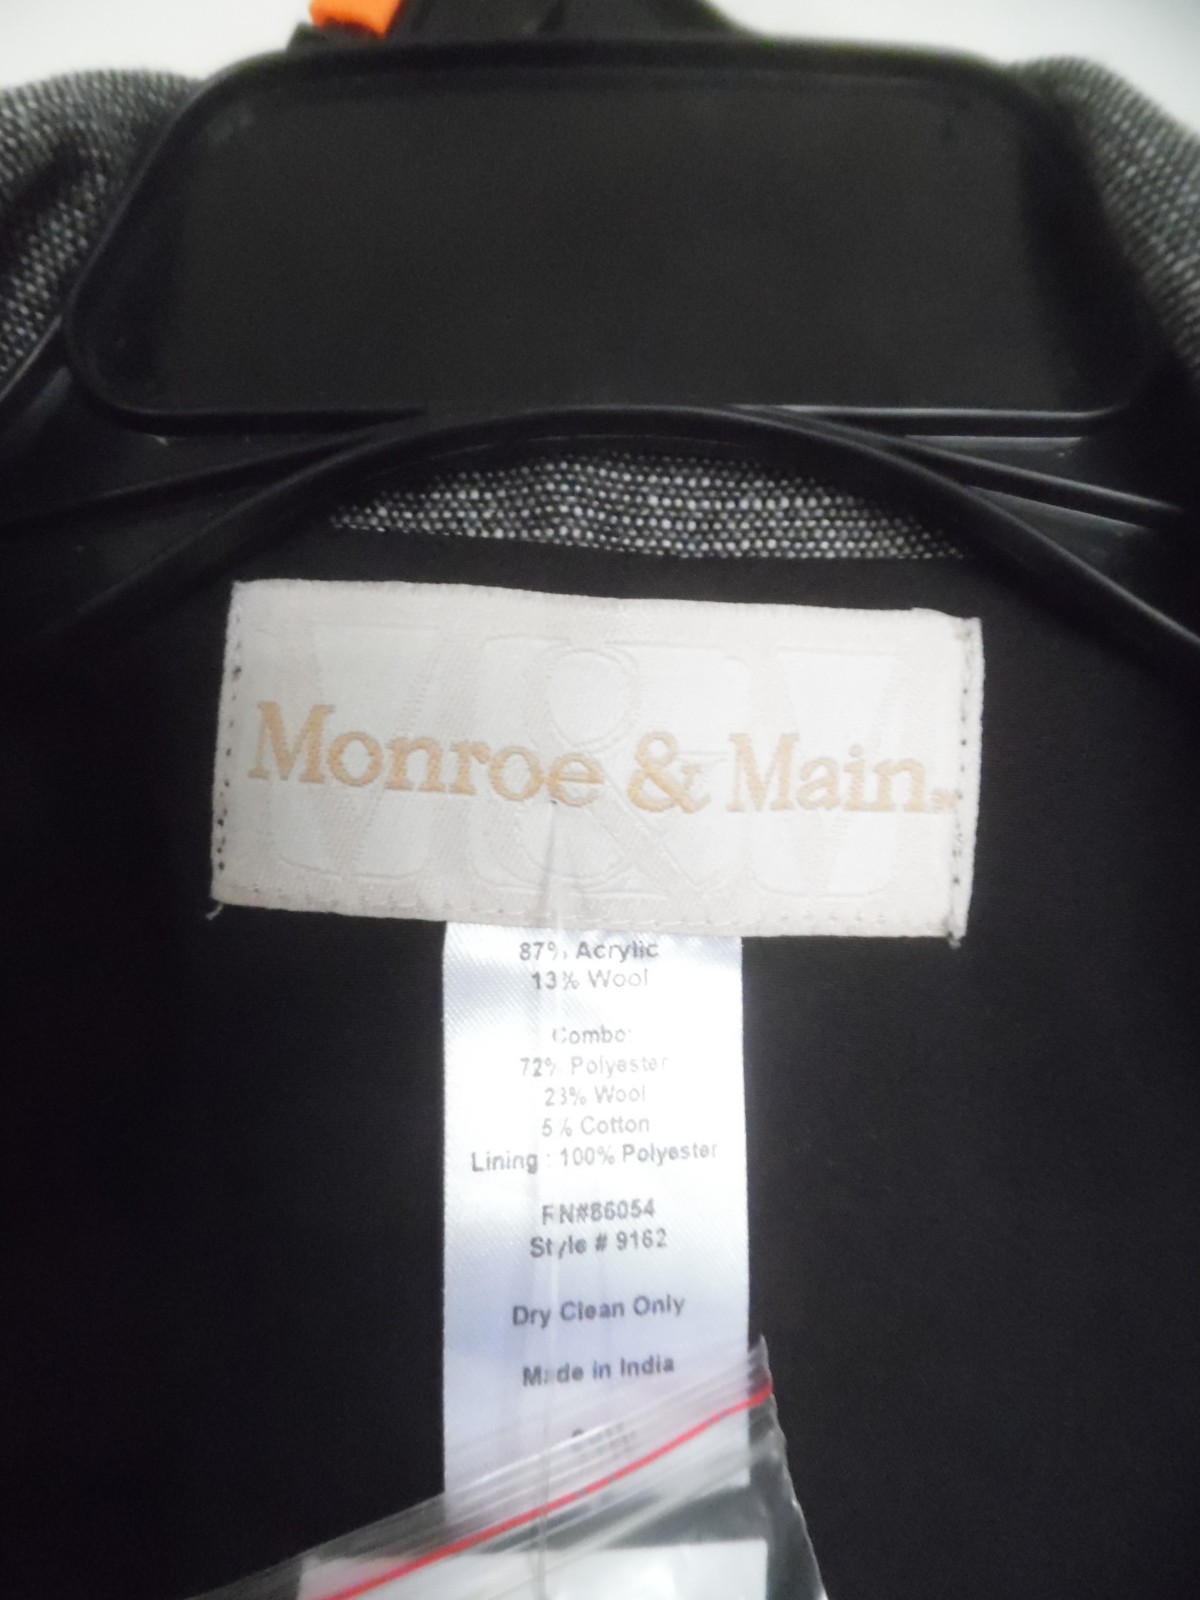 Monroe & Main
87% Acrylic
13% Wool
Combo:
72% Polyester
23% Wool
5% Cotton
Lining : 100% Polyester
RN#86054
Style # 9162
Dry Clean Only
Made in India